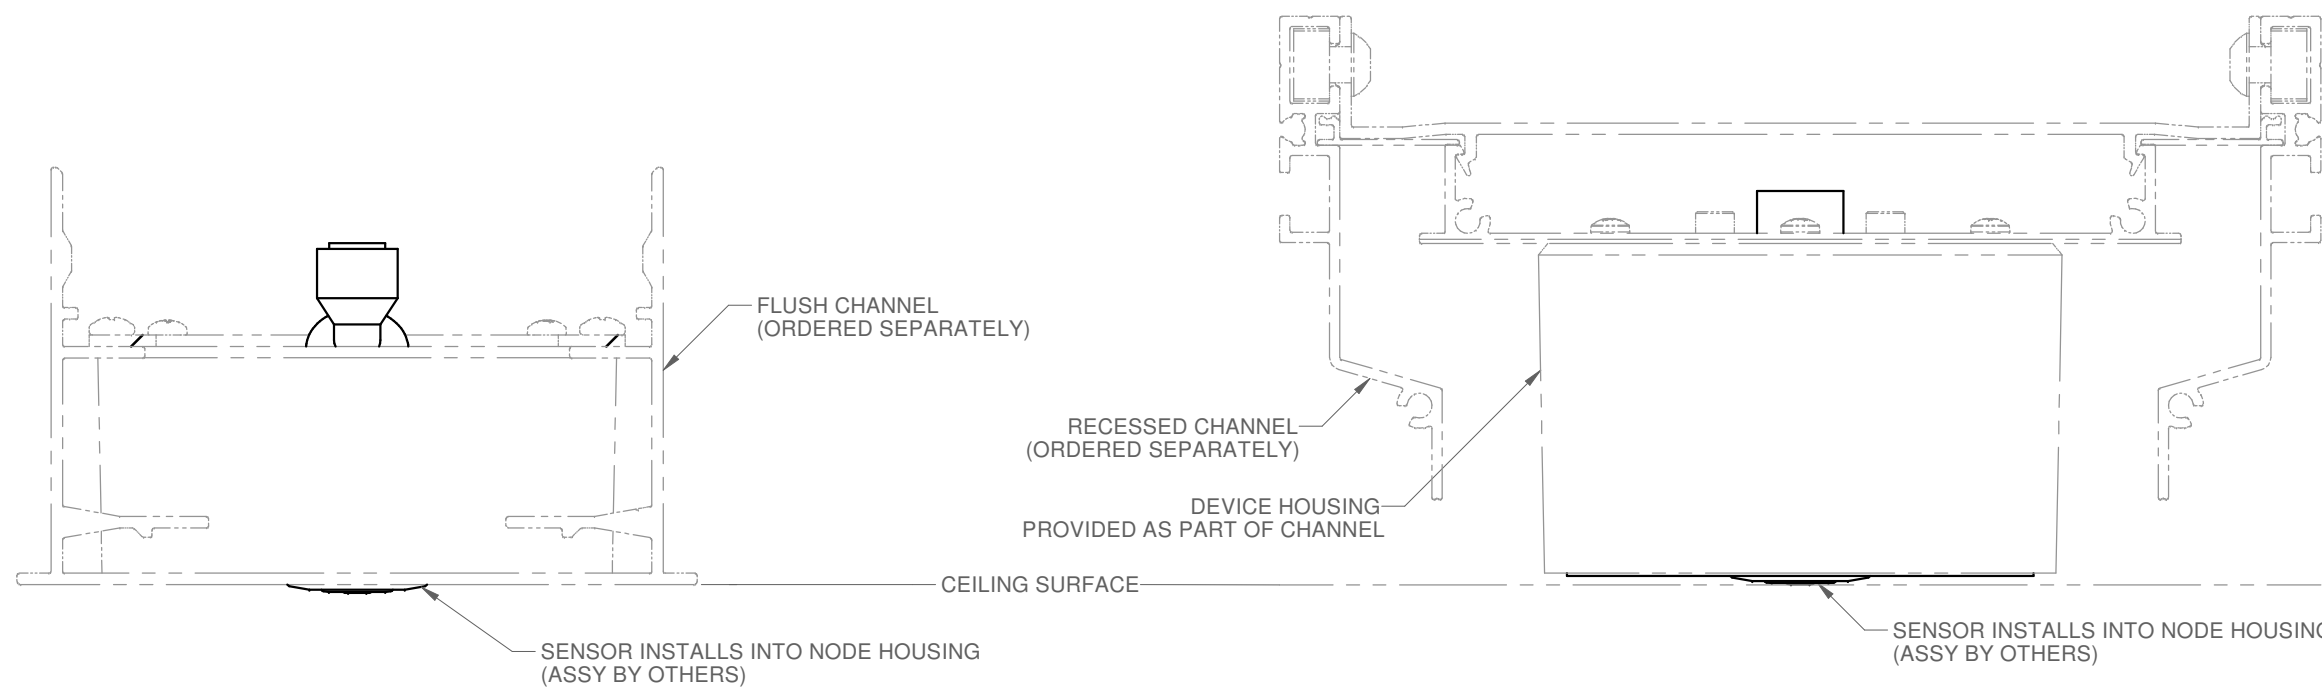 FLUSH CHANNEL
(ORDERED SEPARATELY)
RECESSED CHANNEL
(ORDERED SEPARATELY)
DEVICE HOUSING
PROVIDED AS PART OF CHANNEL
CEILING SURFACE
SENSOR INSTALLS INTO NODE HOUSING
(ASSY BY OTHERS)
SENSOR INSTALLS INTO NODE HOUSING
(ASSY BY OTHERS)